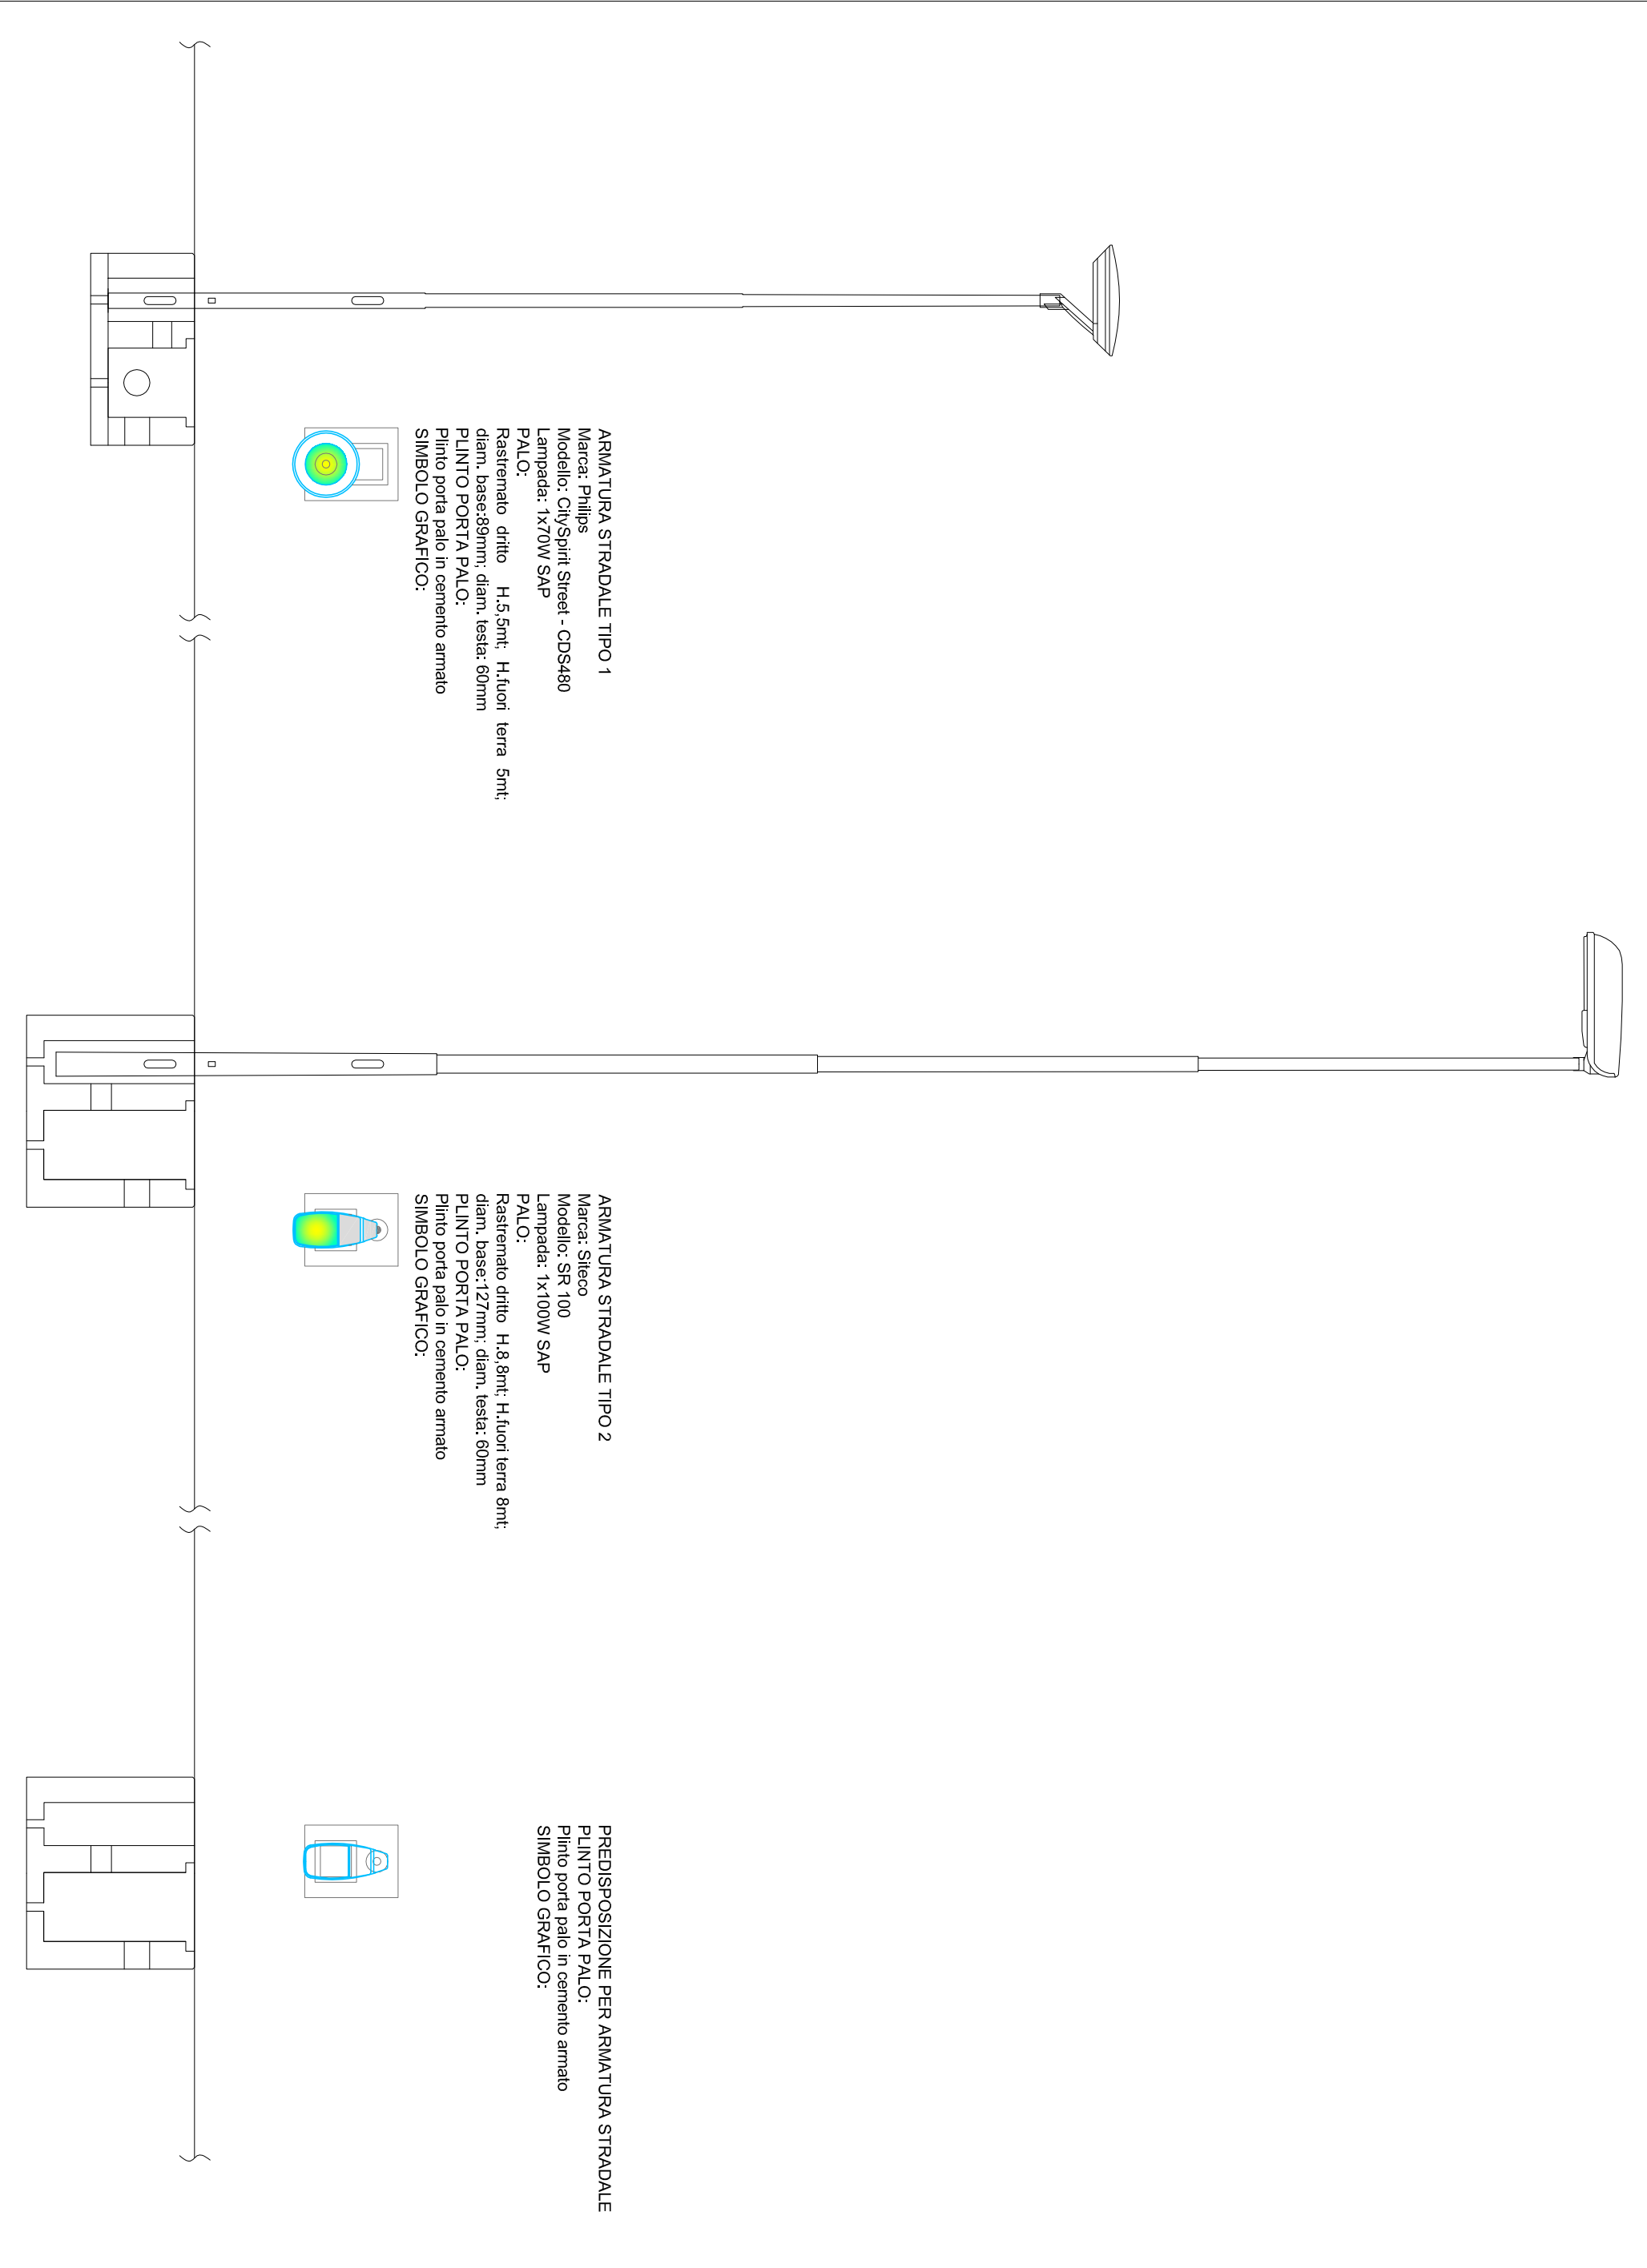 ARMATURA STRADALE TIPO 1
Marca: Philips
Modello: CitySpirit Street - CDS480
Lampada: 1x70W SAP
PALO:
Rastremato dritto H.5,5mt; H.fuori terra 5mt;
diam. base:89mm; diam. testa: 60mm
PLINTO PORTA PALO:
Plinto porta palo in cemento armato
SIMBOLO GRAFICO:
ARMATURA STRADALE TIPO 2
Marca: Siteco
Modello: SR 100
Lampada: 1x100W SAP
PALO:
Rastremato dritto H.8,8mt; H.fuori terra 8mt;
diam. base:127mm; diam. testa: 60mm
PLINTO PORTA PALO:
Plinto porta palo in cemento armato
SIMBOLO GRAFICO:
PREDISPOSIZIONE PER ARMATURA STRADALE
PLINTO PORTA PALO:
Plinto porta palo in cemento armato
SIMBOLO GRAFICO: